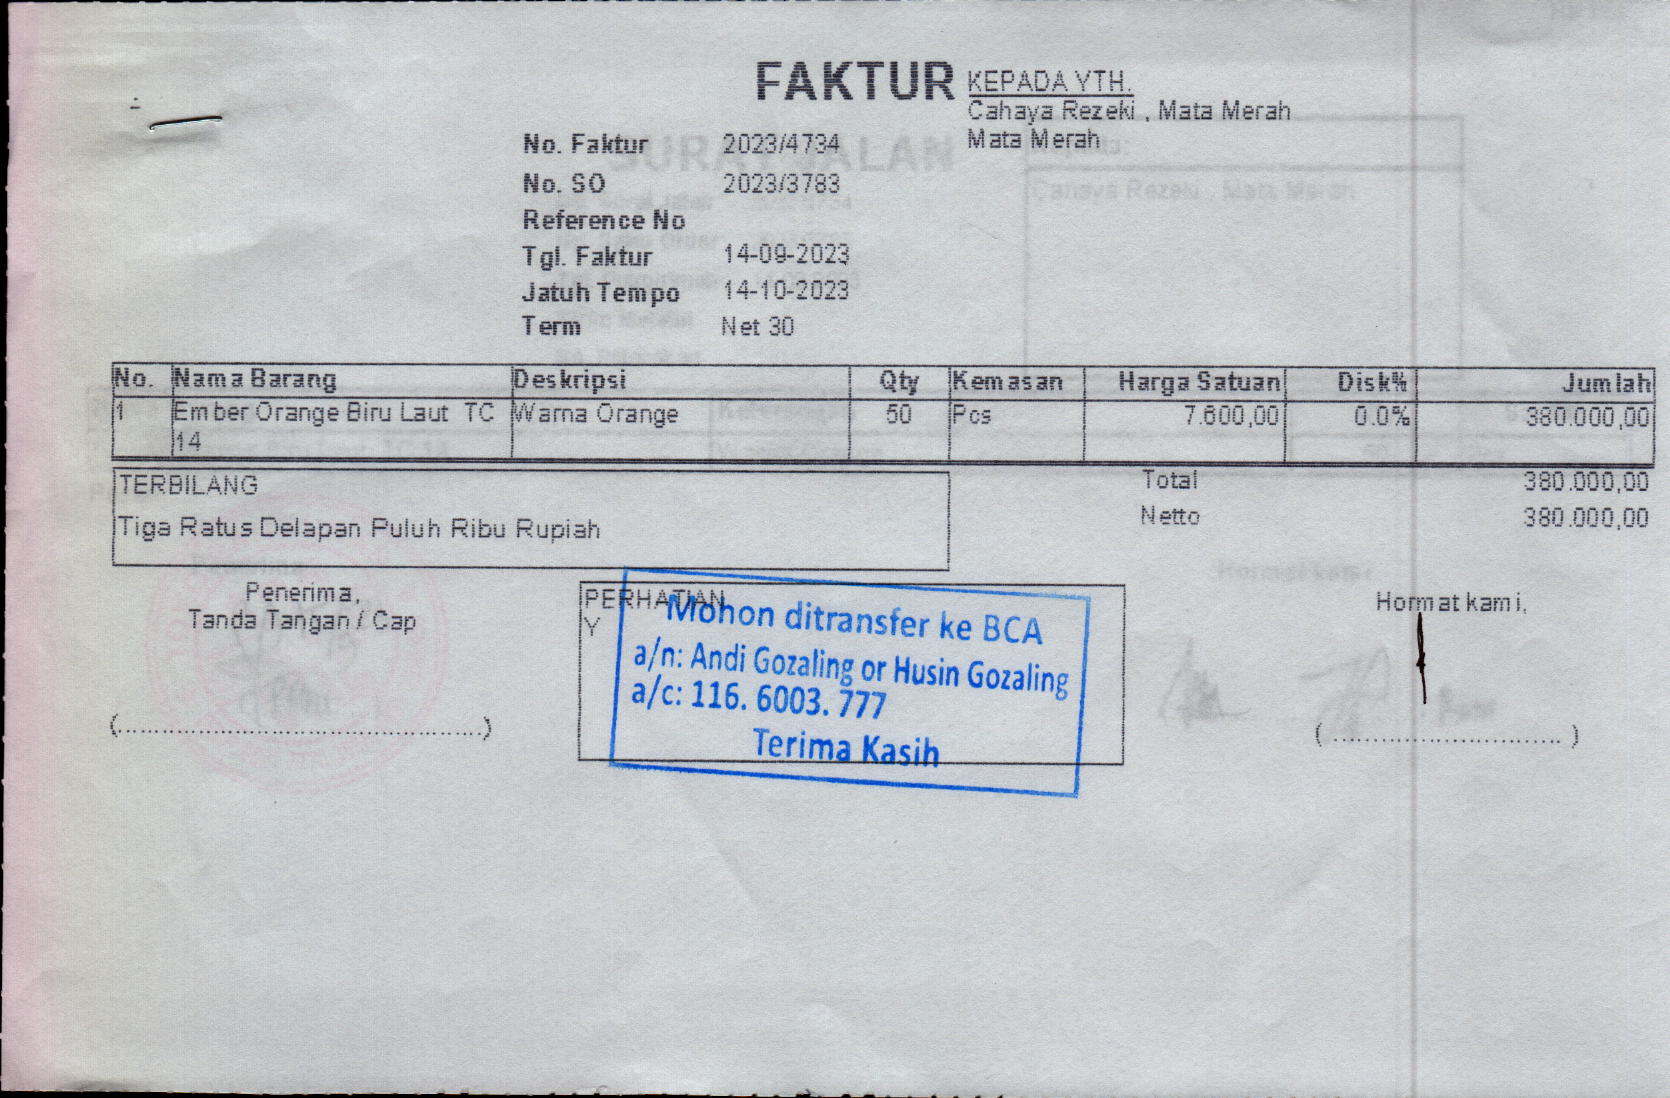 FAKTUR
KEPADA YTH.
Cahaya Rezeki , Mata Merah
Mata Merah
No. Faktur 2023/4734
No. SO 2023/3783
Reference No
Tgl. Faktur 14-09-2023
Jatuh Tempo 14-10-2023
Term Net 30
No. Nama Barang Deskripsi Qty Kemasan Harga Satuan Disk% Jumlah
1 Ember Orange Biru Laut TC Warna Orange 50 Pcs 7.600,00 0.0% 380.000,00
14
TERBILANG
Tiga Ratus Delapan Puluh Ribu Rupiah
Total 380.000,00
Netto 380.000,00
Penerima,
Tanda Tangan / Cap
(..............................................)
PERHATIAN
Y
Mohon ditransfer ke BCA
a/n: Andi Gozaling or Husin Gozaling
a/c: 116. 6003. 777
Terima Kasih
Hormat kami,
(.............................)